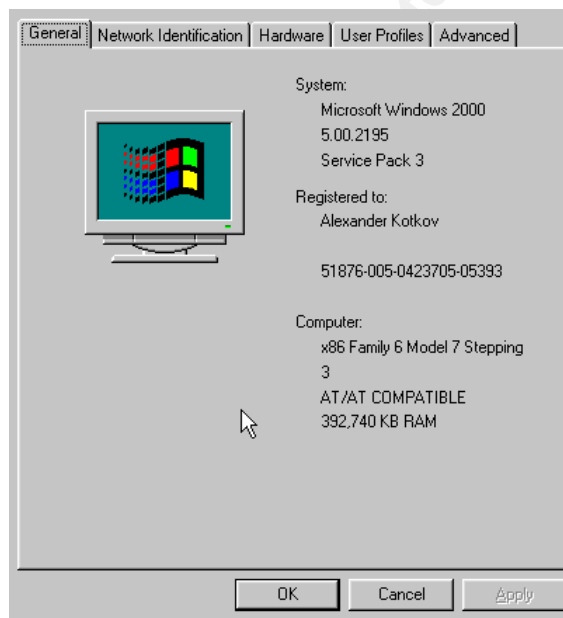 General
Network Identification
Hardware
User Profiles
Advanced
System:
Microsoft Windows 2000
5.00.2195
Service Pack 3
Registered to:
Alexander Kotkov
51876-005-0423705-05393
Computer:
x86 Family 6 Model 7 Stepping
3
AT/AT COMPATIBLE
392,740 KB RAM
OK
Cancel
Apply